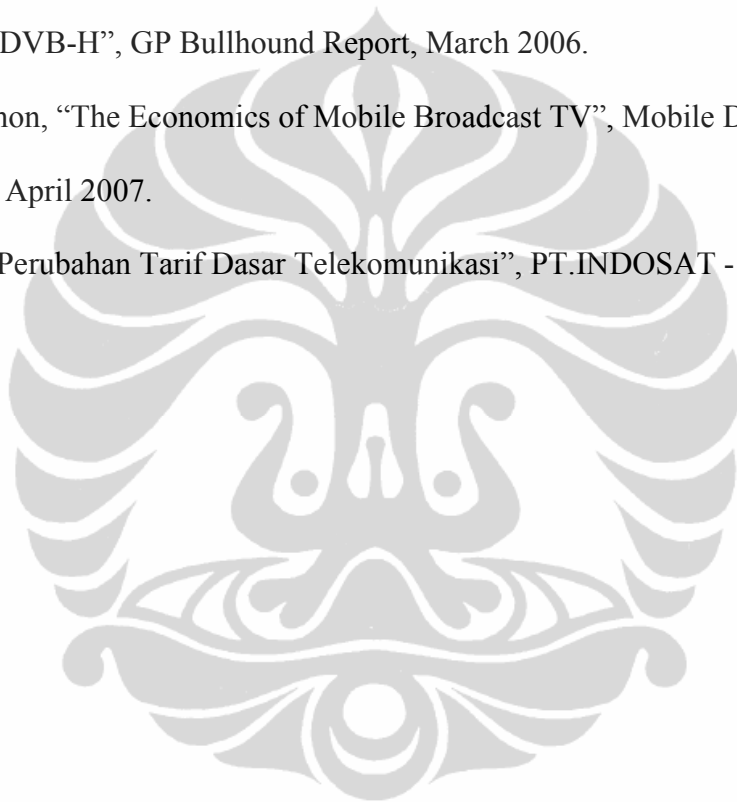 DVB-H”, GP Bullhound Report, March 2006.
non, “The Economics of Mobile Broadcast TV”, Mobile D
April 2007.
Perubahan Tarif Dasar Telekomunikasi”, PT.INDOSAT -